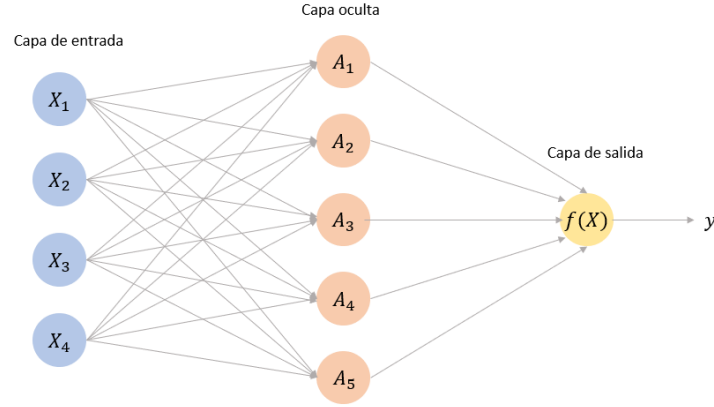 Capa oculta
Capa de entrada
A₁
X₁
A₂
Capa de salida
X₂
A₃
f(X)
y
X₃
A₄
X₄
A₅